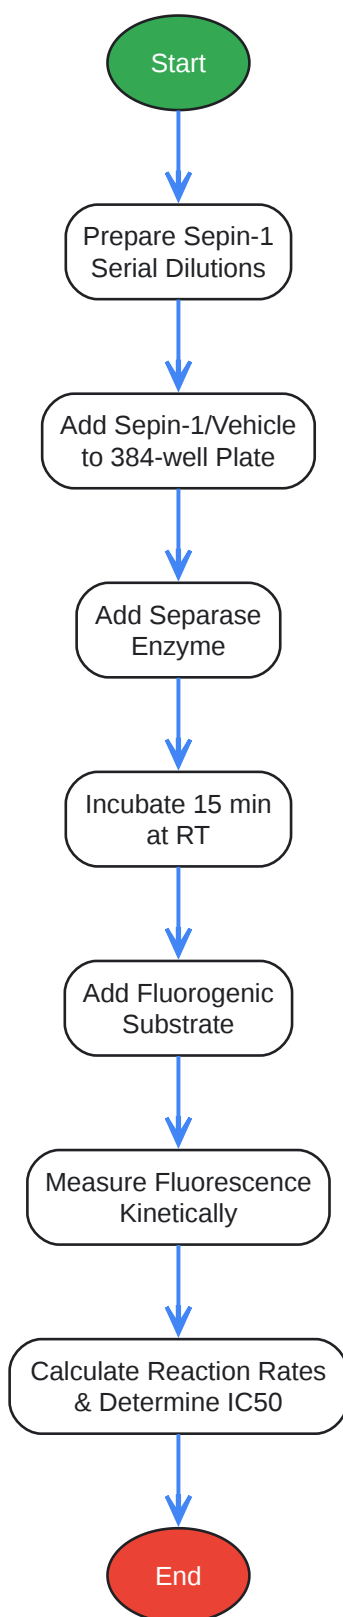 Start
Prepare Sepin-1
Serial Dilutions
Add Sepin-1/Vehicle
to 384-well Plate
Add Separase
Enzyme
Incubate 15 min
at RT
Add Fluorogenic
Substrate
Measure Fluorescence
Kinetically
Calculate Reaction Rates
& Determine IC50
End